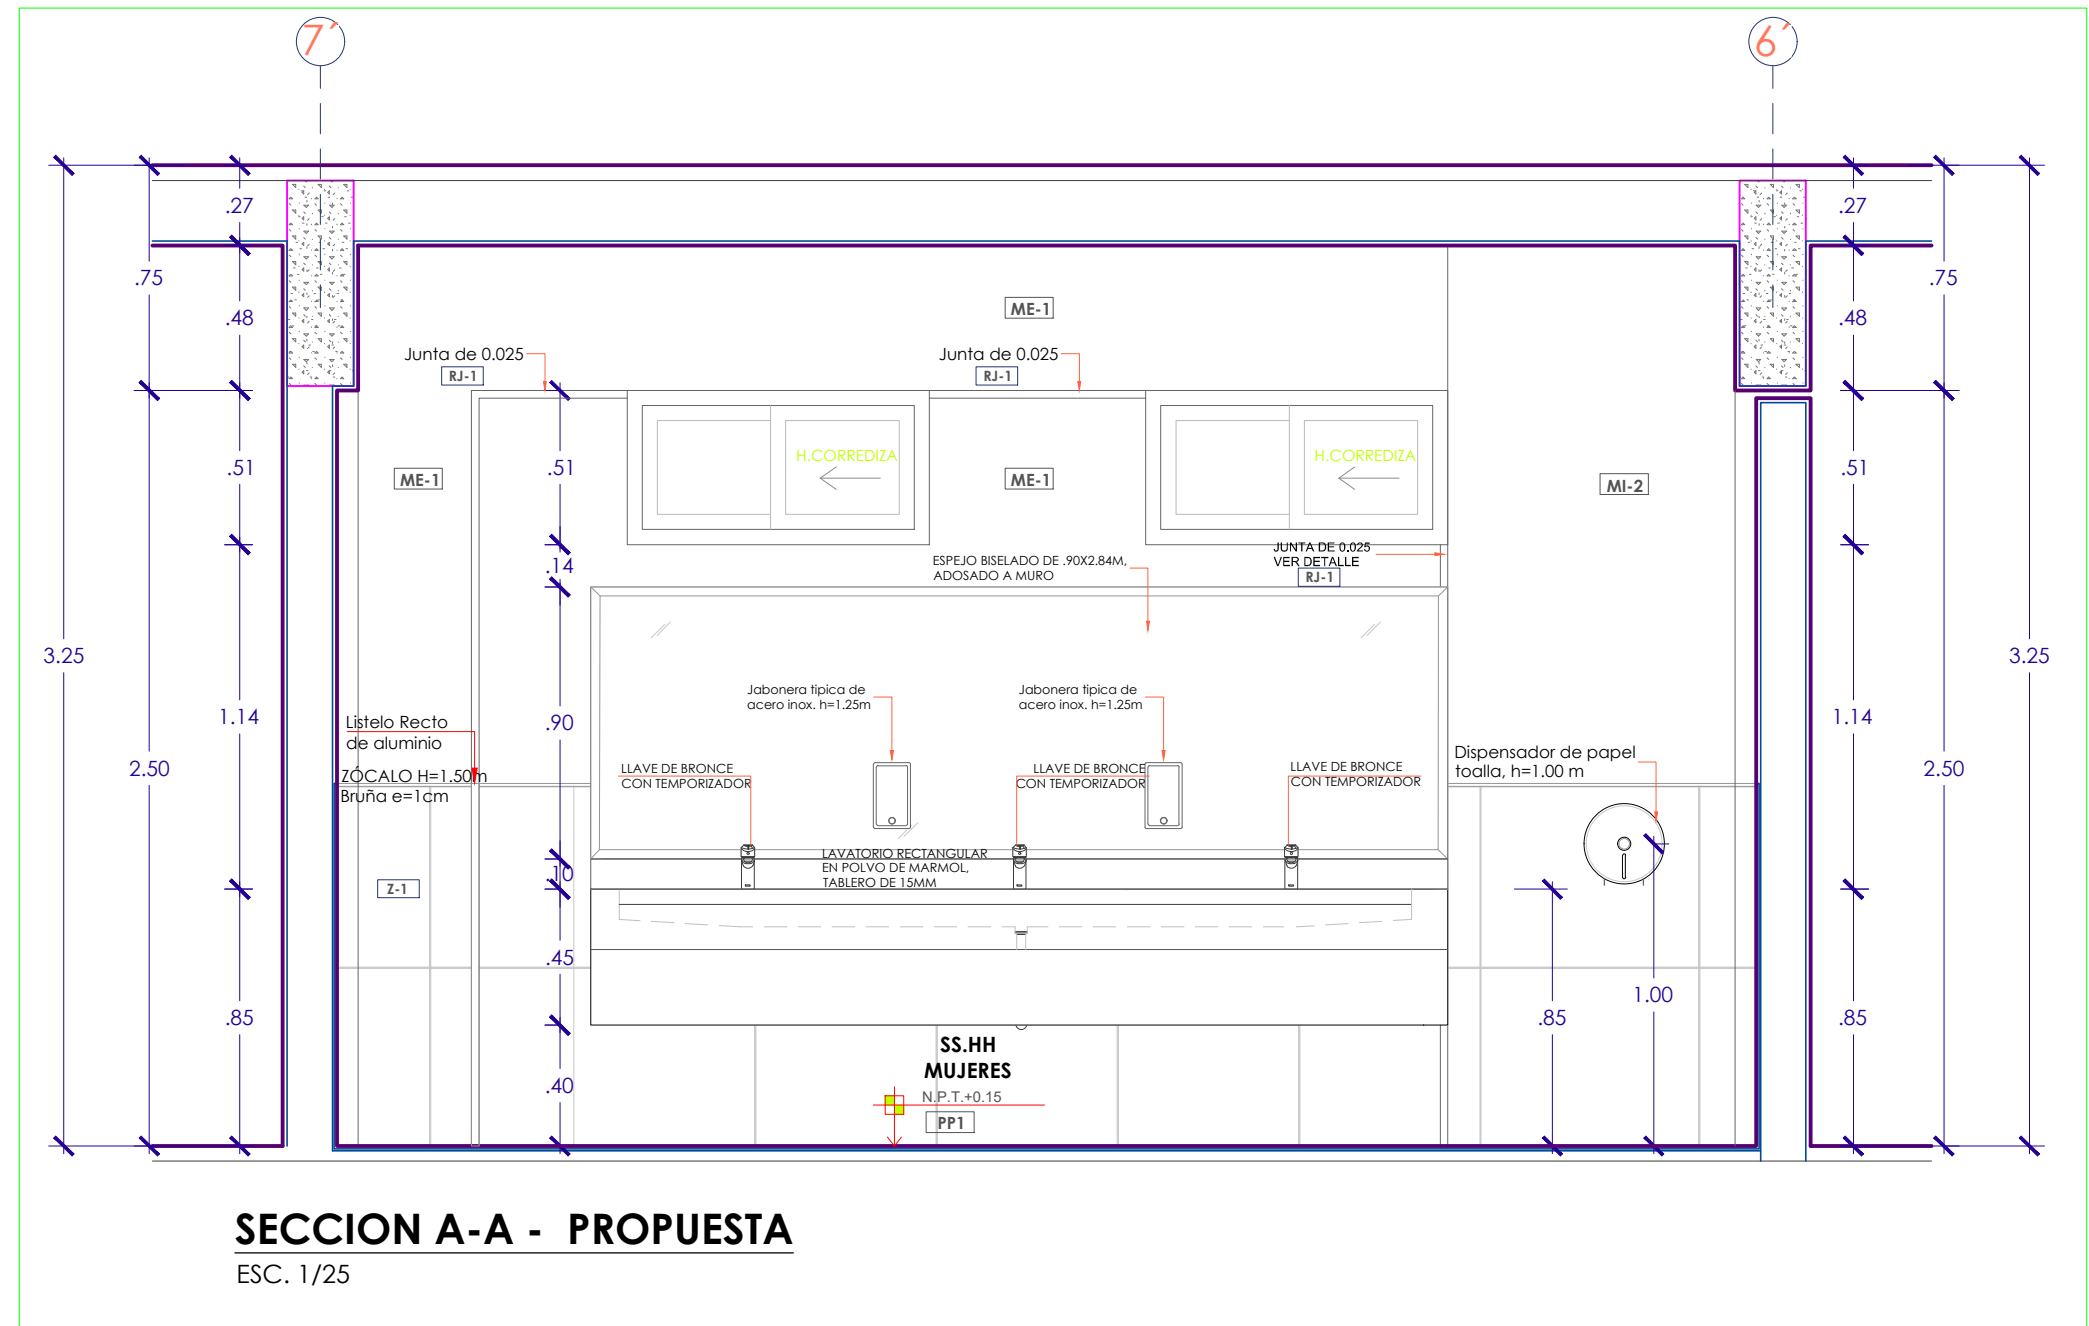 7´
6´
.27
.27
.75
.75
.48
.48
ME-1
Junta de 0.025
RJ-1
Junta de 0.025
RJ-1
.51
.51
.51
H.CORREDIZA
H.CORREDIZA
ME-1
ME-1
MI-2
.14
ESPEJO BISELADO DE .90X2.84M,
ADOSADO A MURO
JUNTA DE 0.025
VER DETALLE
RJ-1
3.25
3.25
Jabonera tipica de
acero inox. h=1.25m
Jabonera tipica de
acero inox. h=1.25m
1.14
1.14
.90
Listelo Recto
de aluminio
ZÓCALO H=1.50m
Bruña e=1cm
2.50
2.50
LLAVE DE BRONCE
CON TEMPORIZADOR
LLAVE DE BRONCE
CON TEMPORIZADOR
LLAVE DE BRONCE
CON TEMPORIZADOR
Dispensador de papel
toalla, h=1.00 m
LAVATORIO RECTANGULAR
EN POLVO DE MARMOL,
TABLERO DE 15MM
.10
Z-1
.45
1.00
.85
.85
.85
SS.HH
MUJERES
N.P.T.+0.15
PP1
.40
SECCION A-A - PROPUESTA
ESC. 1/25